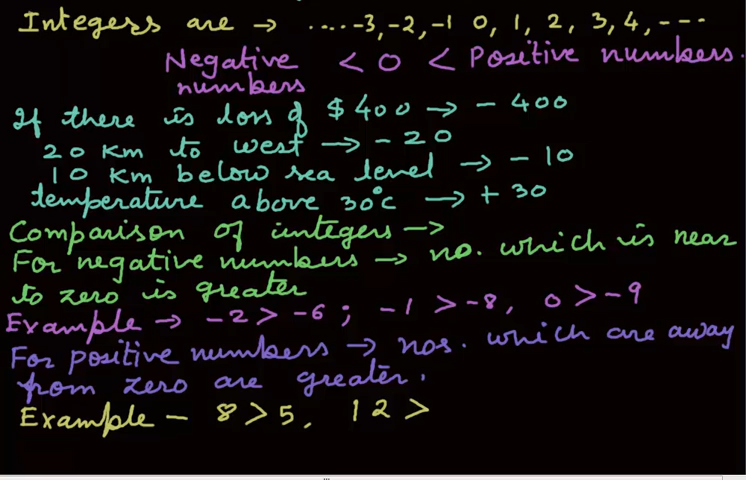 Integers are → .....-3, -2, -1 0, 1, 2, 3, 4, ---
Negative numbers < 0 < Positive numbers.
If there is loss of $400 → - 400
20 Km to west → - 20
10 Km below sea level → - 10
temperature above 30°c → + 30
Comparison of integers →
For negative numbers → no. which is near
to zero is greater
Example → -2 > -6 ; -1 > -8, 0 > -9
For positive numbers → nos. which are away
from zero are greater.
Example - 8 > 5, 12 >